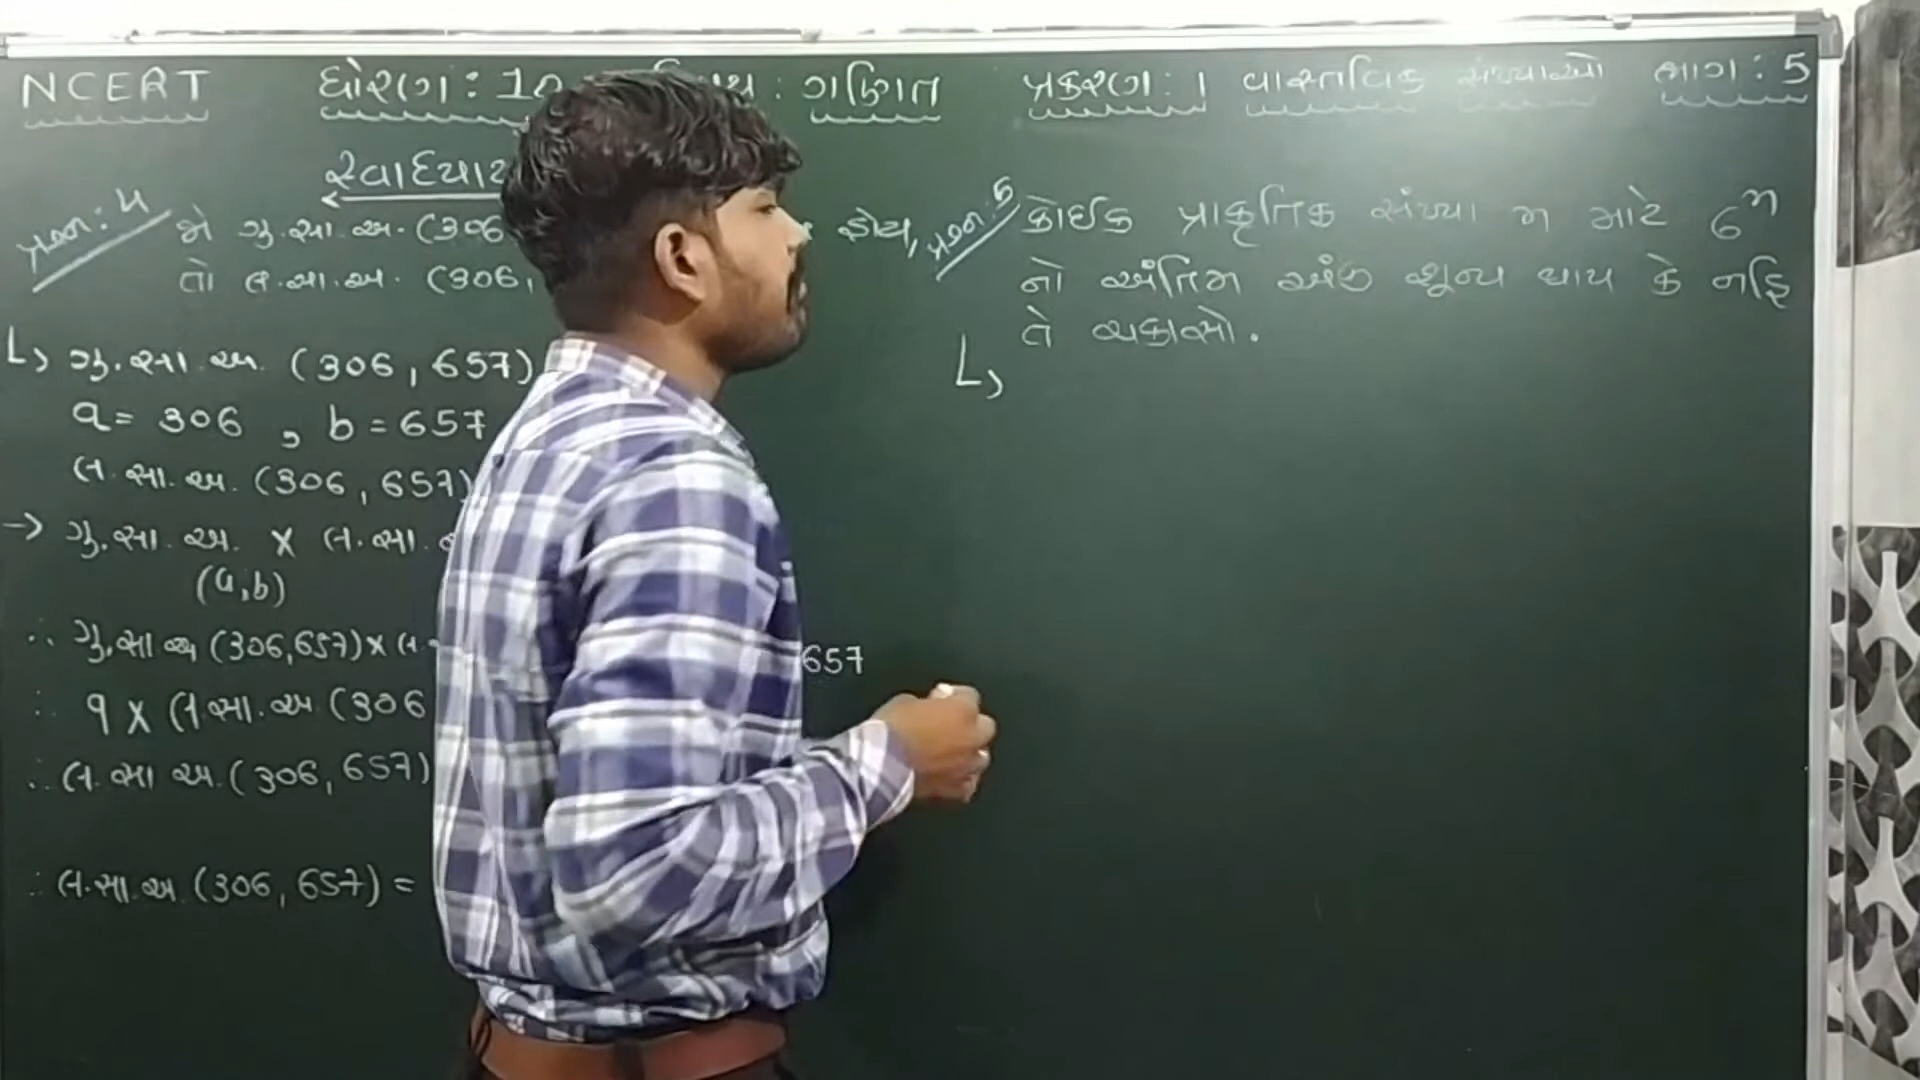 NCERT ધોરણ : 10 : ગણિત પ્રકરણ : 1 વાસ્તવિક સંખ્યાઓ ભાગ : 5
સ્વાધ્યાય
પ્રશ્ન : 4 જો ગુ.સા.અ. (306 હોય,
તો લ.સા.અ. (306,
ગુ.સા.અ (306, 657)
a = 306 , b = 657
લ.સા.અ. (306, 657)
→ ગુ.સા.અ. × લ.સા.
(a,b)
∴ ગુ.સા.અ (306,657) × લ. 657
∴ 9 × લ.સા.અ (306
∴ લ.સા.અ. (306, 657)
∴ લ.સા.અ. (306, 657) =
પ્રશ્ન : 5 કોઈક પ્રાકૃતિક સંખ્યા n માટે 6ⁿ
નો અંતિમ અંક શૂન્ય થાય કે નહિ
તે ચકાસો.